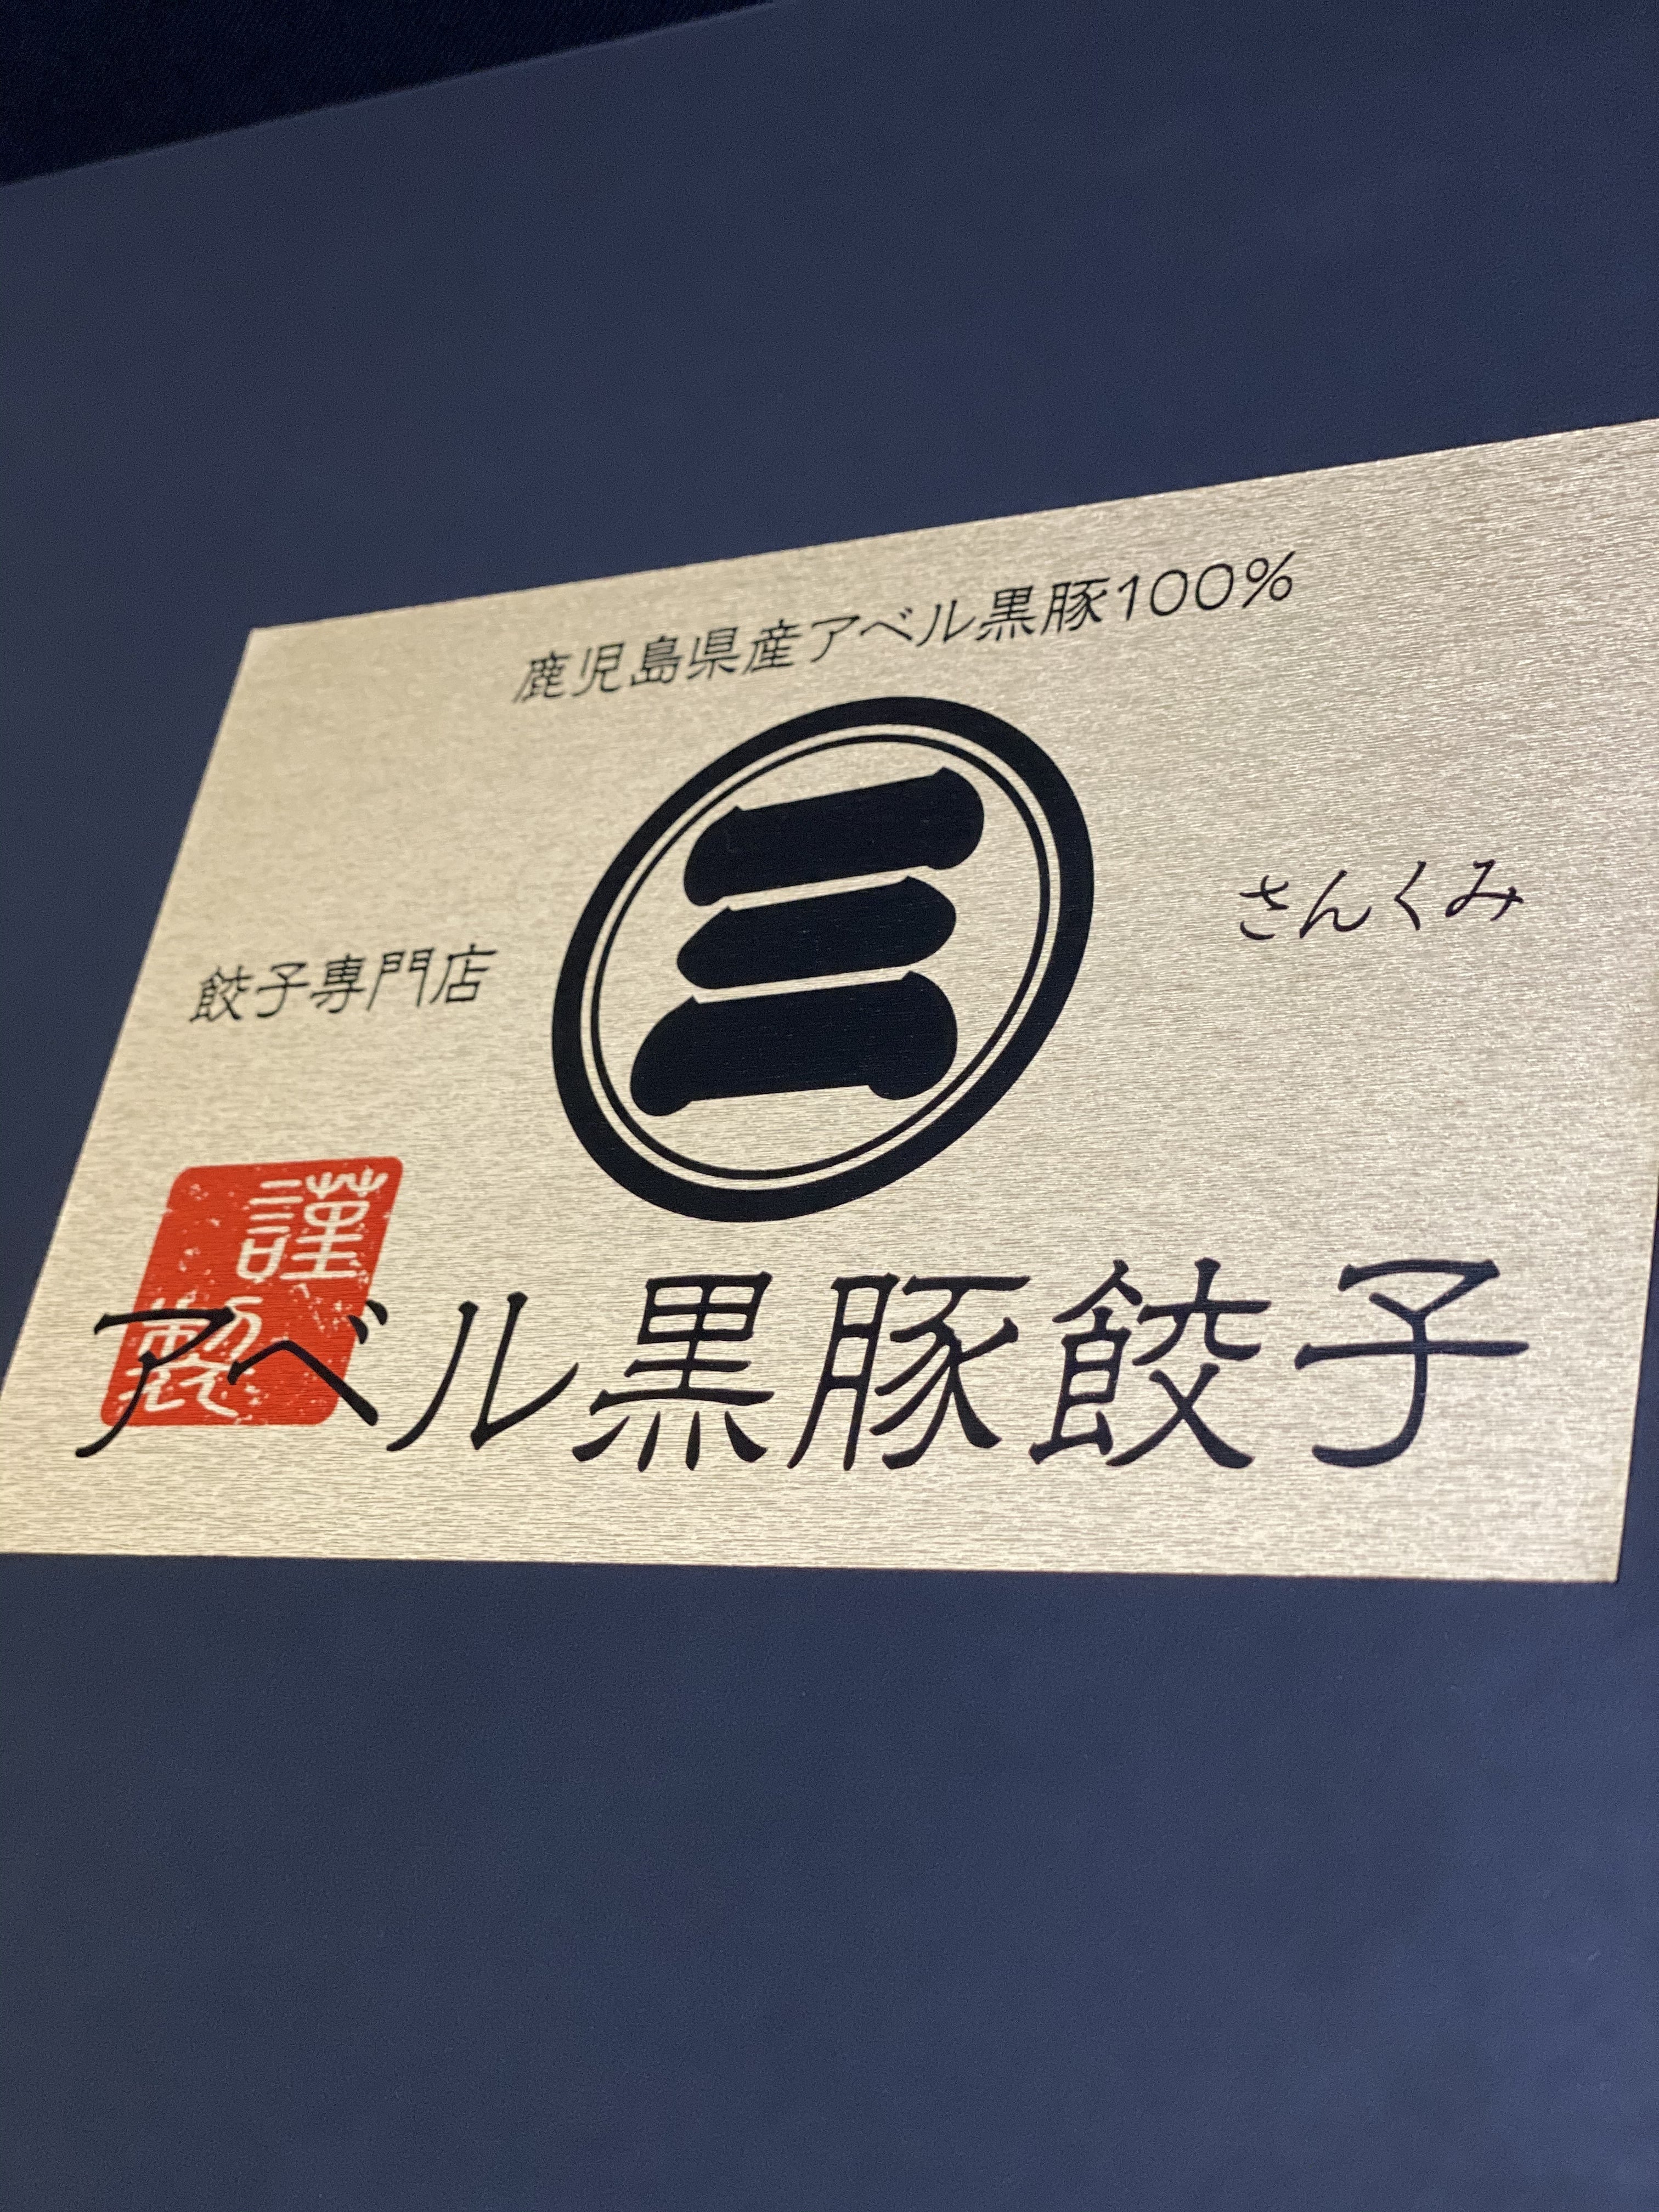 鹿児島県産アベル黒豚100%
三
餃子専門店
さんくみ
謹製
アベル黒豚餃子